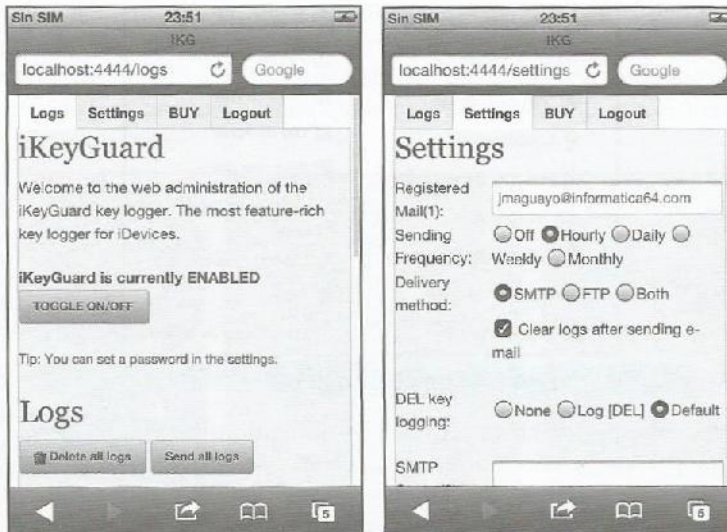 Sin SIM 23:51
IKG
localhost:4444/logs Google
Logs Settings BUY Logout
iKeyGuard
Welcome to the web administration of the
iKeyGuard key logger. The most feature-rich
key logger for iDevices.
iKeyGuard is currently ENABLED
TOGGLE ON/OFF
Tip: You can set a password in the settings.
Logs
Delete all logs Send all logs
5
Sin SIM 23:51
IKG
localhost:4444/settings Google
Logs Settings BUY Logout
Settings
Registered
Mail(1):
jmaguayo@informatica64.com
Sending
Frequency:
Off Hourly Daily
Weekly Monthly
Delivery
method:
SMTP FTP Both
Clear logs after sending e-
mail
DEL key
logging:
None Log [DEL] Default
SMTP
5